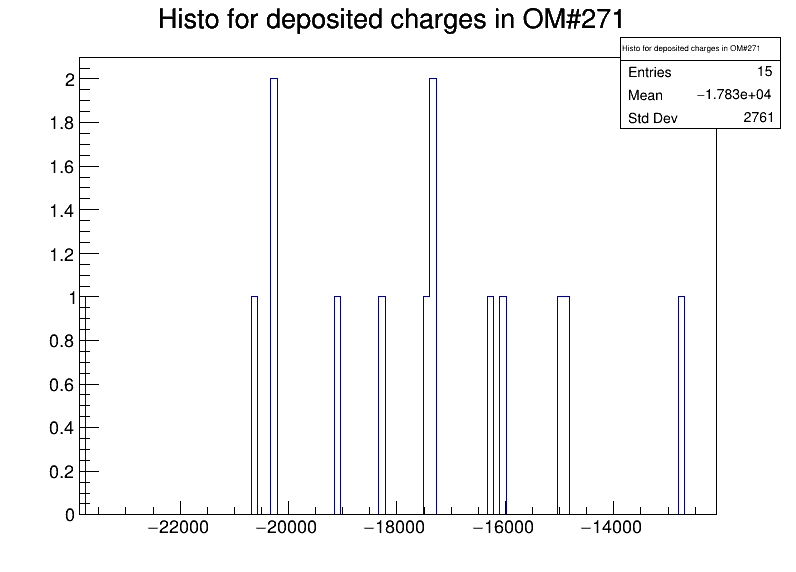 Histo for deposited charges in OM#271
Histo for deposited charges in OM#271
Entries 15
Mean −1.783e+04
Std Dev 2761
2
1.8
1.6
1.4
1.2
1
0.8
0.6
0.4
0.2
0
−22000 −20000 −18000 −16000 −14000